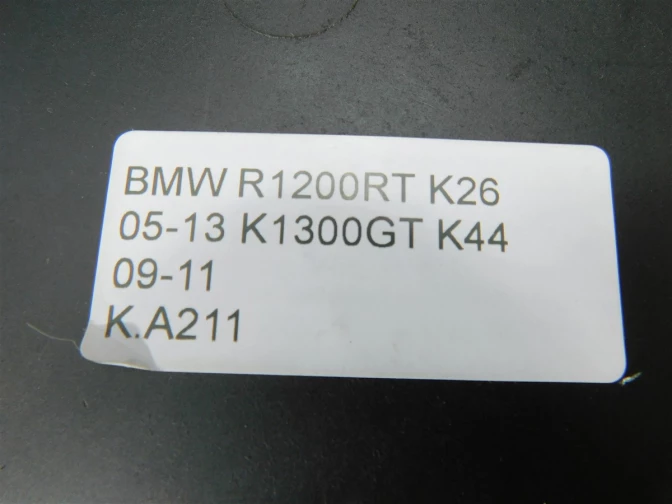 BMW R1200RT K26
05-13 K1300GT K44
09-11
K.A211